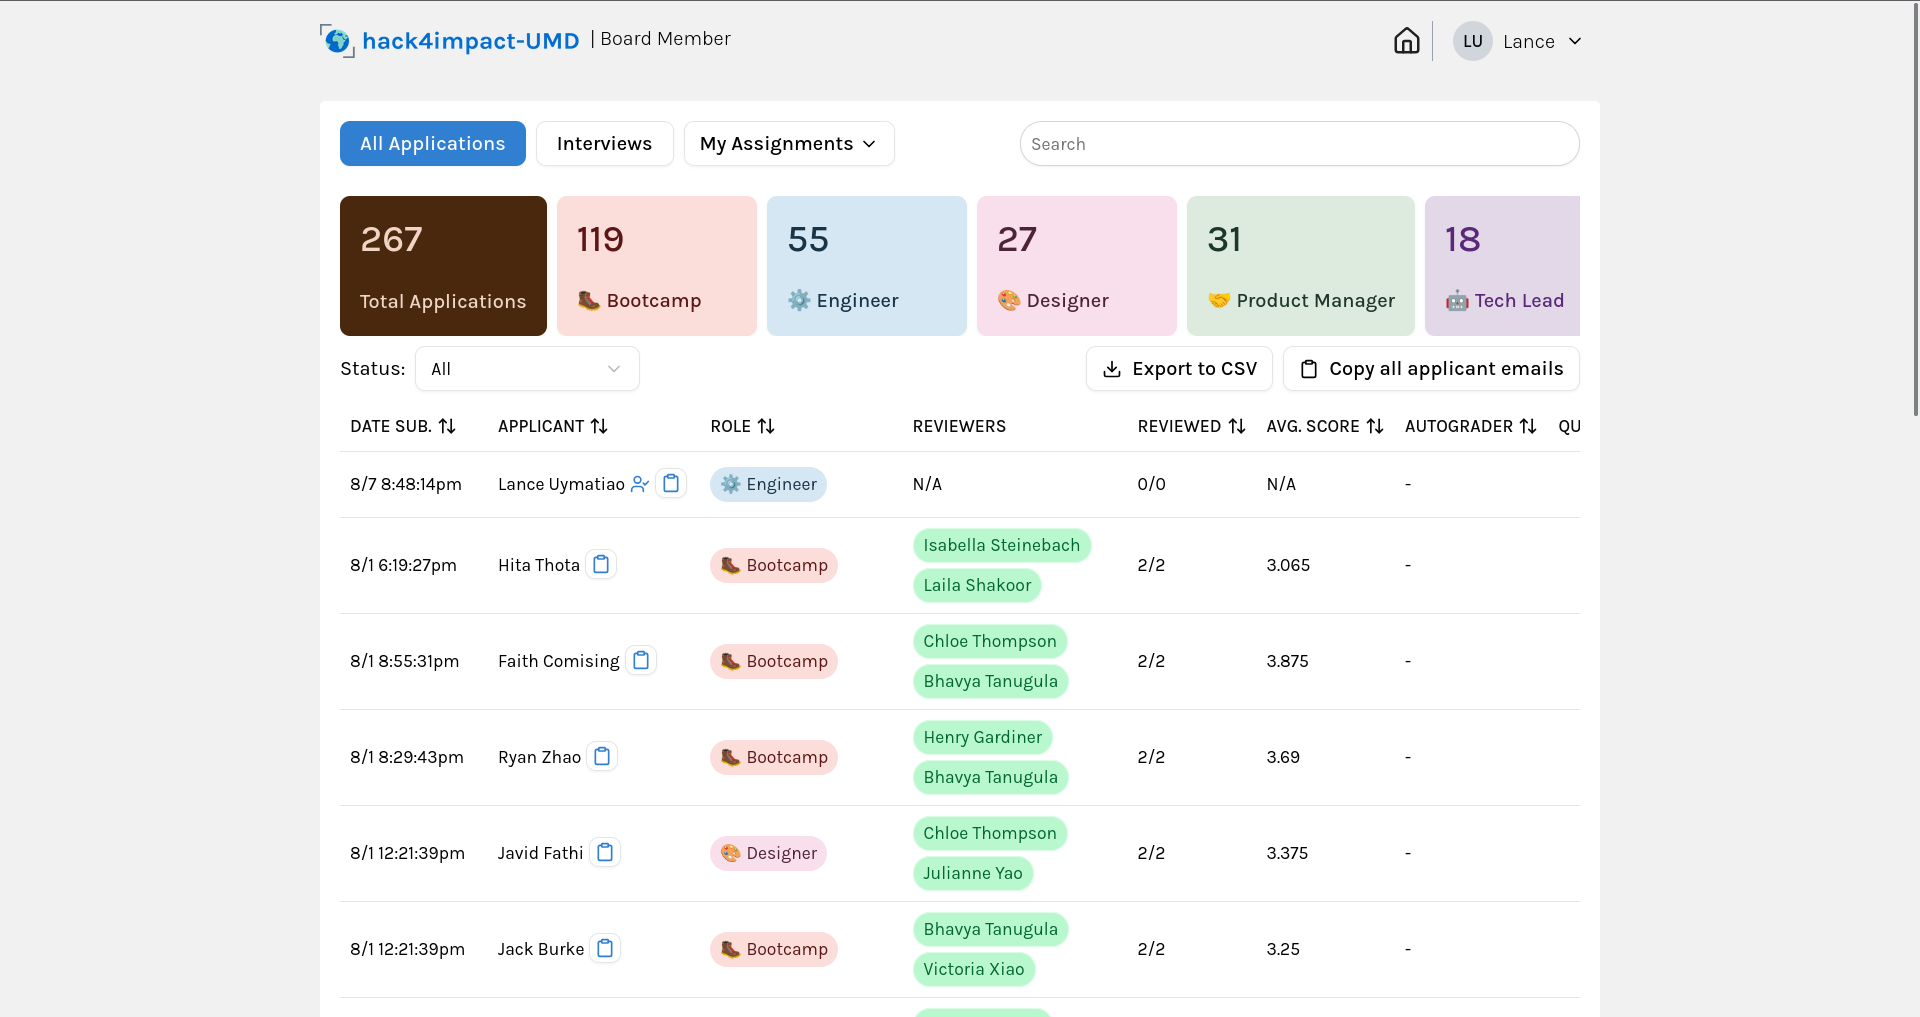 hack4impact-UMD | Board Member
LU Lance
All Applications Interviews My Assignments Search
267 119 55 27 31 18
Total Applications 🥾 Bootcamp ⚙️ Engineer 🎨 Designer 🤝 Product Manager 🤖 Tech Lead
Status: All Export to CSV Copy all applicant emails
DATE SUB. APPLICANT ROLE REVIEWERS REVIEWED AVG. SCORE AUTOGRADER QU
8/7 8:48:14pm Lance Uymatiao ⚙️ Engineer N/A 0/0 N/A -
Isabella Steinebach
8/1 6:19:27pm Hita Thota 🥾 Bootcamp 2/2 3.065 -
Laila Shakoor
Chloe Thompson
8/1 8:55:31pm Faith Comising 🥾 Bootcamp 2/2 3.875 -
Bhavya Tanugula
Henry Gardiner
8/1 8:29:43pm Ryan Zhao 🥾 Bootcamp 2/2 3.69 -
Bhavya Tanugula
Chloe Thompson
8/1 12:21:39pm Javid Fathi 🎨 Designer 2/2 3.375 -
Julianne Yao
Bhavya Tanugula
8/1 12:21:39pm Jack Burke 🥾 Bootcamp 2/2 3.25 -
Victoria Xiao